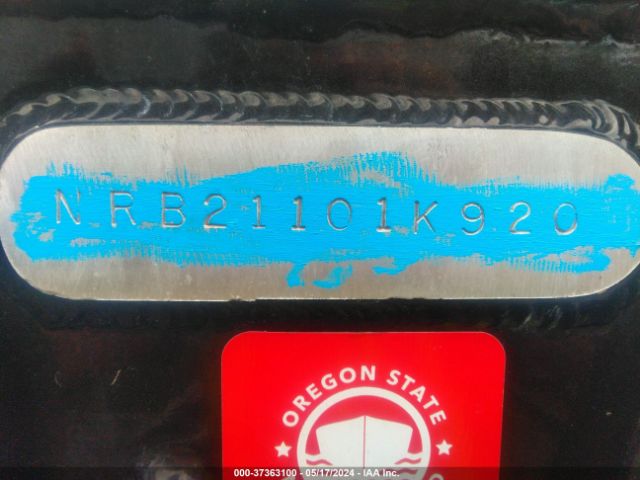 NRB21101K920
OREGON STATE
000-37363100 | 05/17/2024 - IAA Inc.